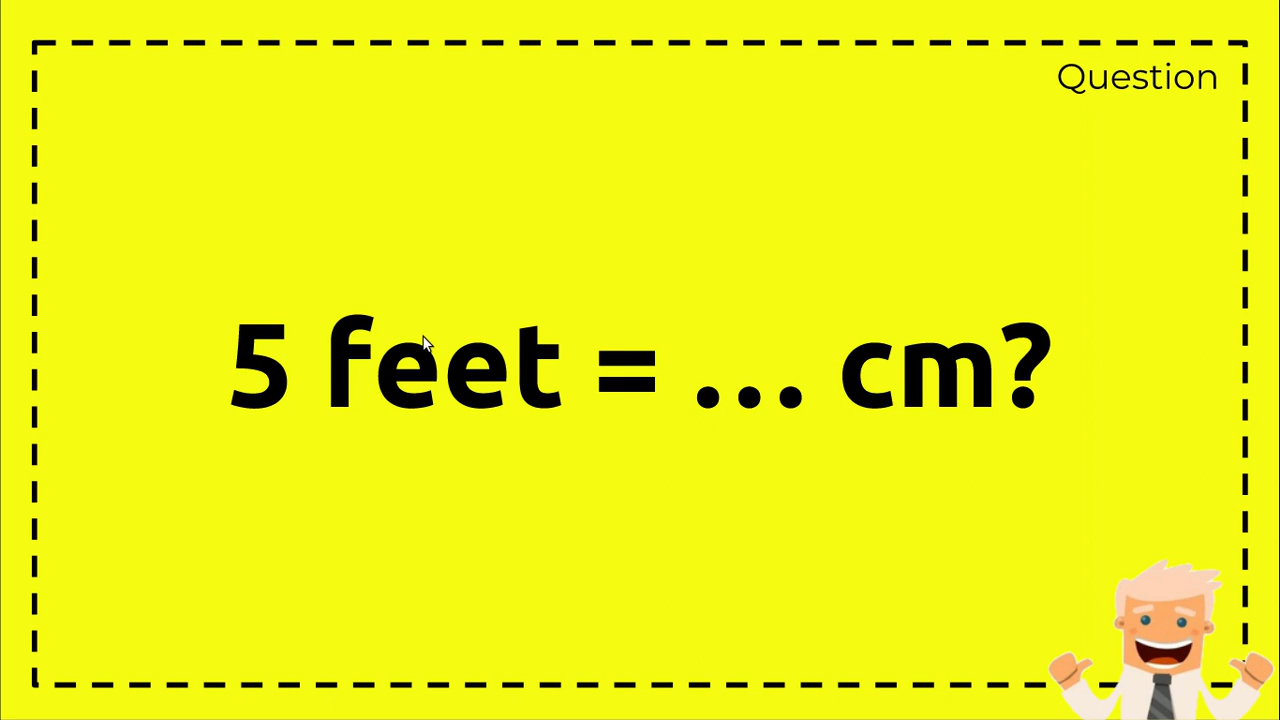 Question
5 feet = ... cm?